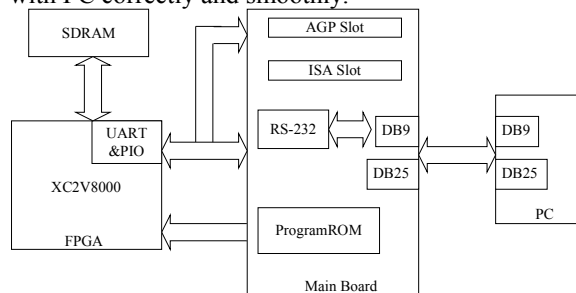 with PC correctly and smoothly.
SDRAM
AGP Slot
ISA Slot
UART
&PIO
RS-232
DB9
DB9
XC2V8000
DB25
DB25
ProgramROM
PC
FPGA
Main Board